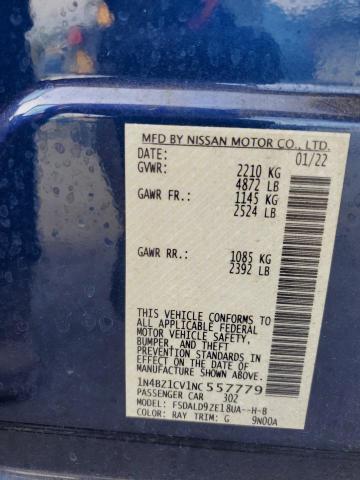 MFD BY NISSAN MOTOR CO., LTD.
DATE: 01/22
GVWR: 2210 KG
4872 LB
GAWR FR.: 1145 KG
2524 LB
GAWR RR.: 1085 KG
2392 LB
THIS VEHICLE CONFORMS TO
ALL APPLICABLE FEDERAL
MOTOR VEHICLE SAFETY,
BUMPER, AND THEFT
PREVENTION STANDARDS IN
EFFECT ON THE DATE OF
MANUFACTURE SHOWN ABOVE.
1N4BZ1CV1NC 557779
PASSENGER CAR 302
MODEL: FSDALD9ZE18UA--H-B
COLOR: RAY TRIM: G 9N00A